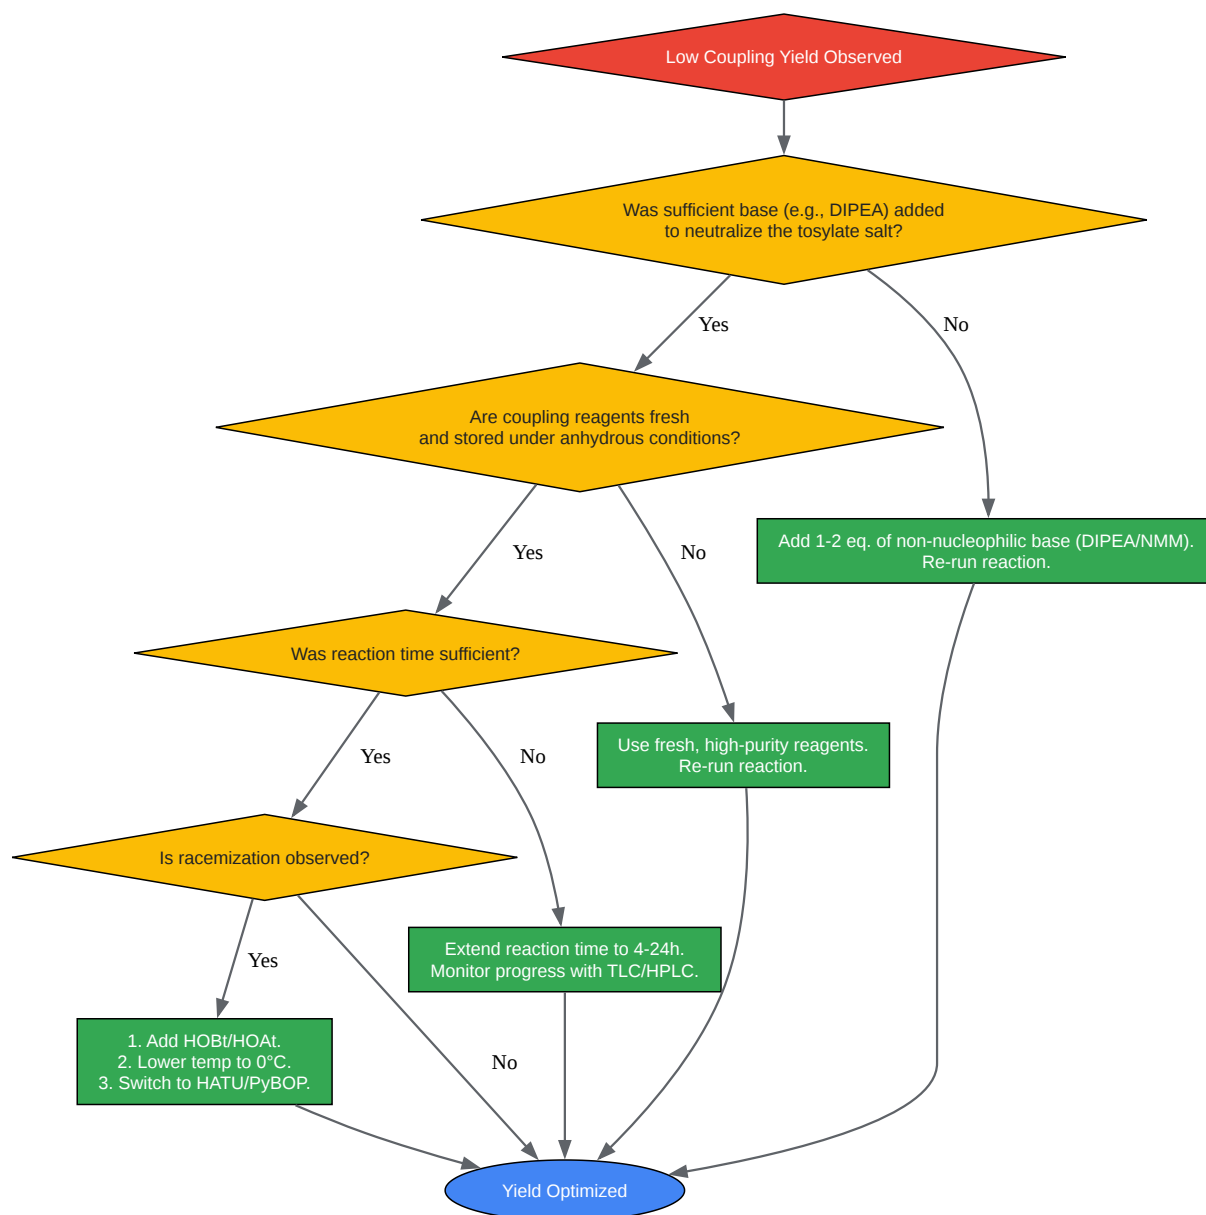 Low Coupling Yield Observed
Was sufficient base (e.g., DIPEA) added
to neutralize the tosylate salt?
Yes
No
Are coupling reagents fresh
and stored under anhydrous conditions?
Yes
No
Add 1-2 eq. of non-nucleophilic base (DIPEA/NMM).
Re-run reaction.
Was reaction time sufficient?
Yes
No
Use fresh, high-purity reagents.
Re-run reaction.
Is racemization observed?
Yes
No
Extend reaction time to 4-24h.
Monitor progress with TLC/HPLC.
1. Add HOBt/HOAt.
2. Lower temp to 0°C.
3. Switch to HATU/PyBOP.
Yield Optimized